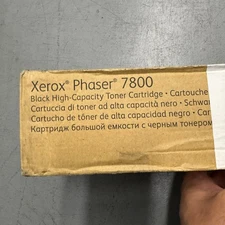 Xerox® Phaser® 7800
Black High-Capacity Toner Cartridge • Cartouche
Cartuccia di toner ad alta capacità nero • Schwar
Cartucho de tóner de alta capacidad negro • Car
Картридж большой емкости с черным тонером